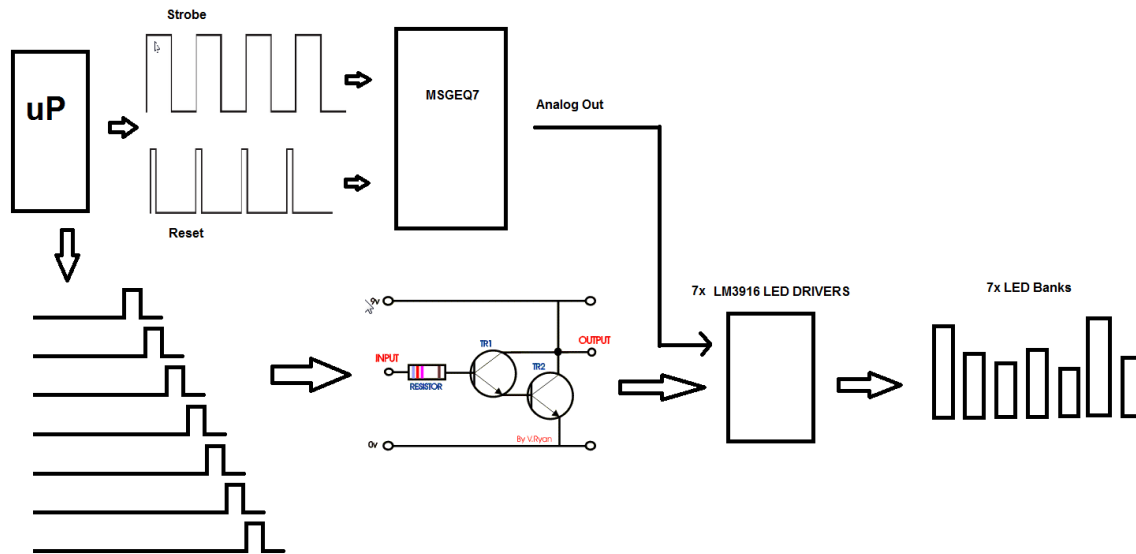 Strobe
uP
MSGEQ7
Analog Out
Reset
7x LM3916 LED DRIVERS
7x LED Banks
9v
INPUT
RESISTOR
TR1
TR2
OUTPUT
0v
By V.Ryan